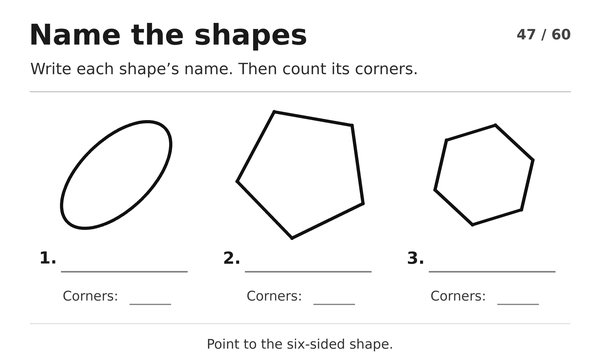 Name the shapes
47 / 60
Write each shape’s name. Then count its corners.
1. 2. 3.
Corners: Corners: Corners:
Point to the six-sided shape.